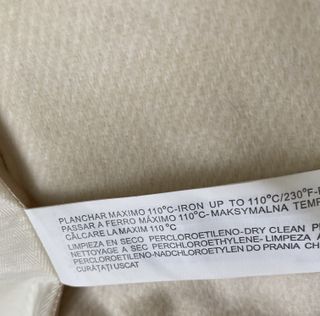 PLANCHAR MAXIMO 110°C-IRON UP TO 110°C/230°F-
PASSAR A FERRO MÁXIMO 110°C- MAKSYMALNA TEMP
CĂLCARE LA MAXIM 110 °C
LIMPIEZA EN SECO PERCLOROETILENO-DRY CLEAN
NETTOYAGE A SEC PERCHLOROETHYLENE- LIMPEZA A
PERCLOROETILENO-NADCHLOROETYLEN DO PRANIA CH
CURĂȚAȚI USCAT